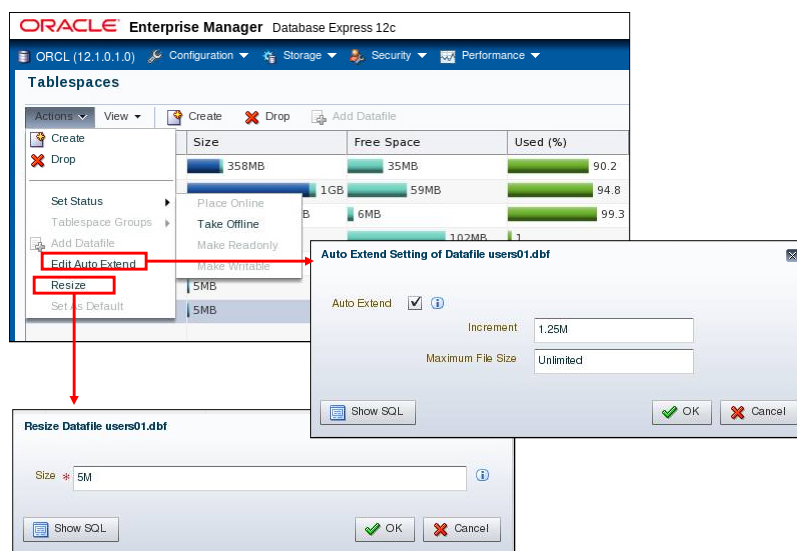 ORACLE Enterprise Manager Database Express 12c
ORCL (12.1.0.1.0) Configuration Storage Security Performance
Tablespaces
Actions View Create Drop Add Datafile
Create
Drop
Set Status
Tablespace Groups
Add Datafile
Edit Auto Extend
Resize
Set As Default
Place Online
Take Offline
Make Readonly
Make Writable
Size Free Space Used (%)
358MB 35MB 90.2
1GB 59MB 94.8
B 6MB 99.3
102MB 1
5MB
5MB
Auto Extend Setting of Datafile users01.dbf
Auto Extend
Increment 1.25M
Maximum File Size Unlimited
Show SQL OK Cancel
Resize Datafile users01.dbf
Size * 5M
Show SQL OK Cancel